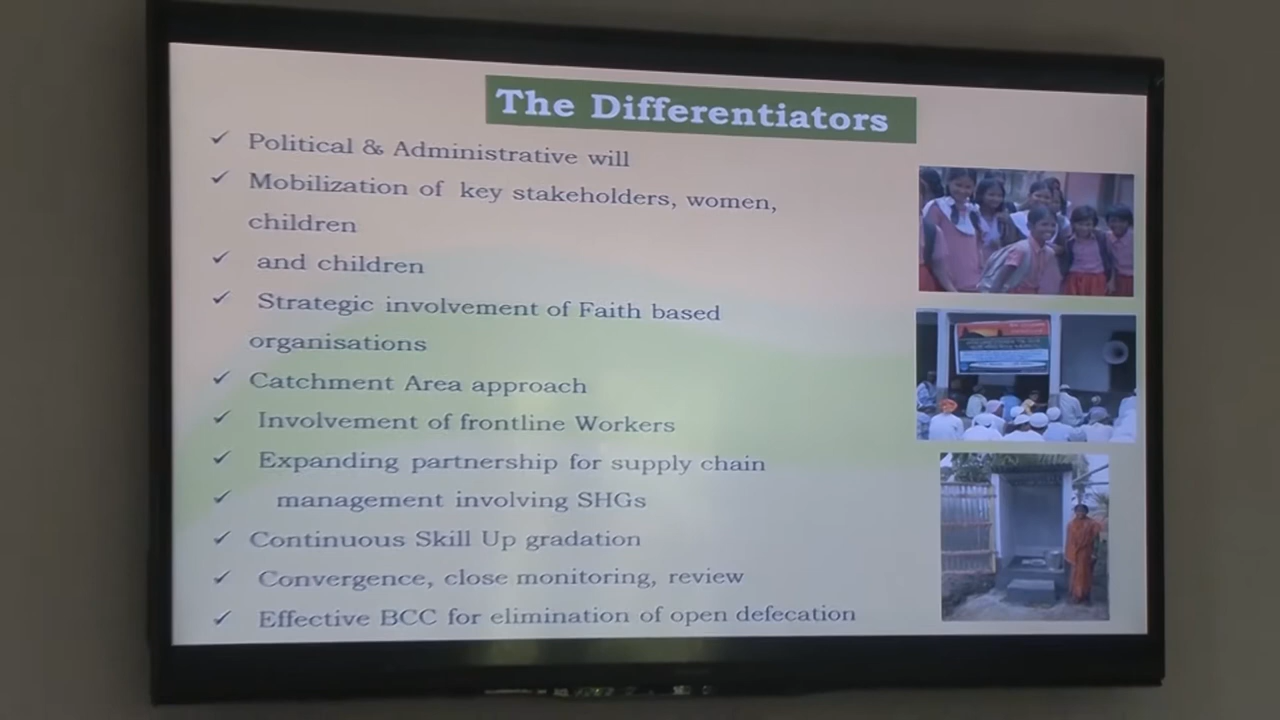 The Differentiators
✓ Political & Administrative will
✓ Mobilization of key stakeholders, women,
children
✓ and children
✓ Strategic involvement of Faith based
organisations
✓ Catchment Area approach
✓ Involvement of frontline Workers
✓ Expanding partnership for supply chain
✓ management involving SHGs
✓ Continuous Skill Up gradation
✓ Convergence, close monitoring, review
✓ Effective BCC for elimination of open defecation